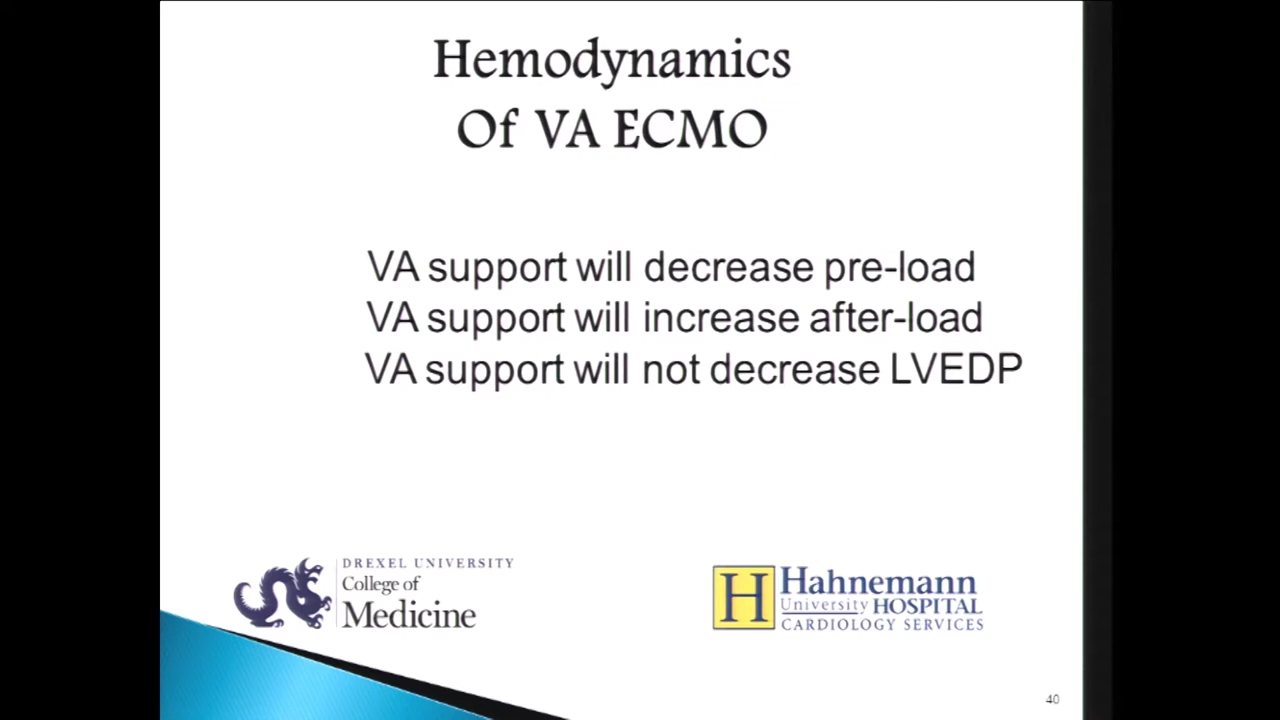 Hemodynamics
Of VA ECMO
VA support will decrease pre-load
VA support will increase after-load
VA support will not decrease LVEDP
DREXEL UNIVERSITY
College of
Medicine
H
Hahnemann
University HOSPITAL
CARDIOLOGY SERVICES
40